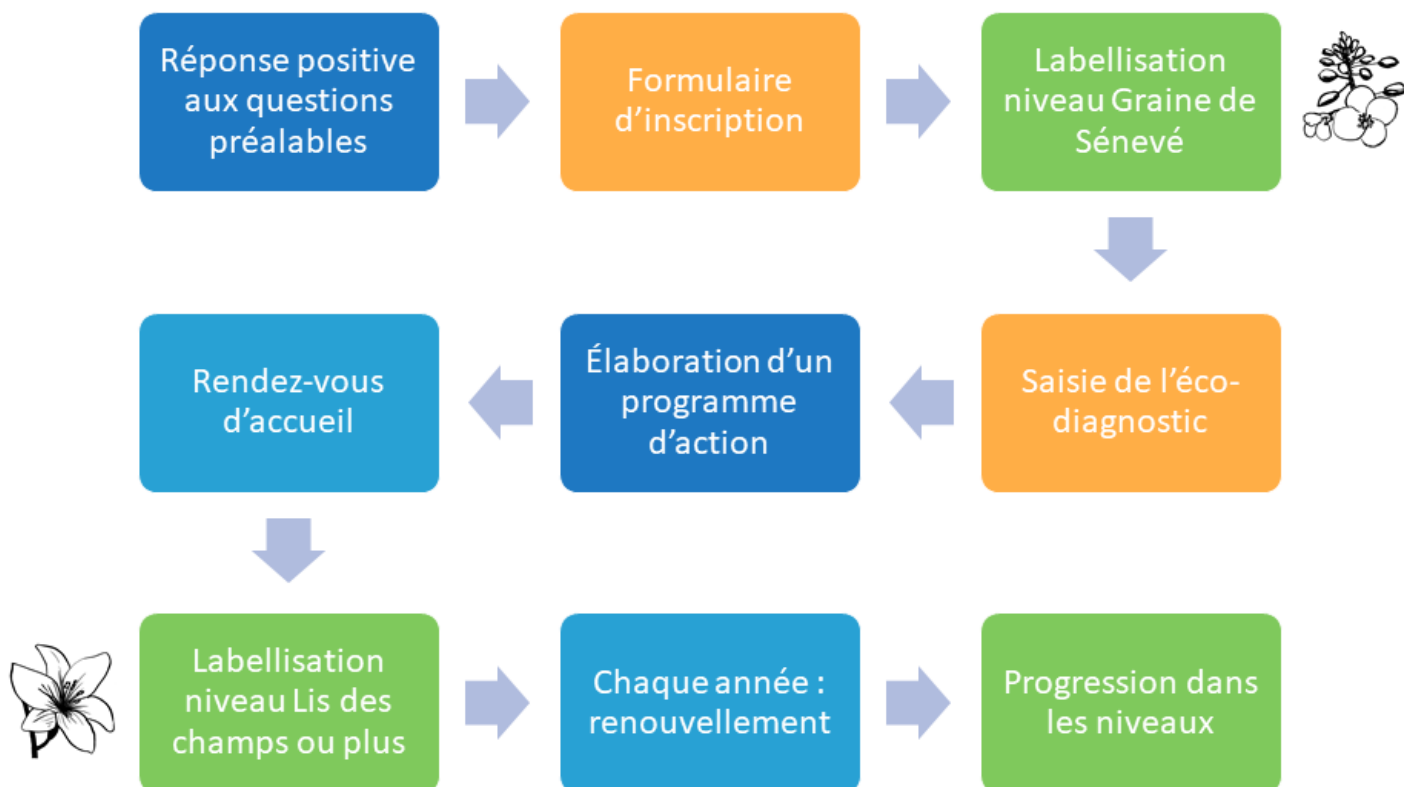 Réponse positive
aux questions
préalables
Formulaire
d'inscription
Labellisation
niveau Graine de
Sénevé
Rendez-vous
d'accueil
Élaboration d'un
programme
d'action
Saisie de l'éco-
diagnostic
Labellisation
niveau Lis des
champs ou plus
Chaque année :
renouvellement
Progression dans
les niveaux